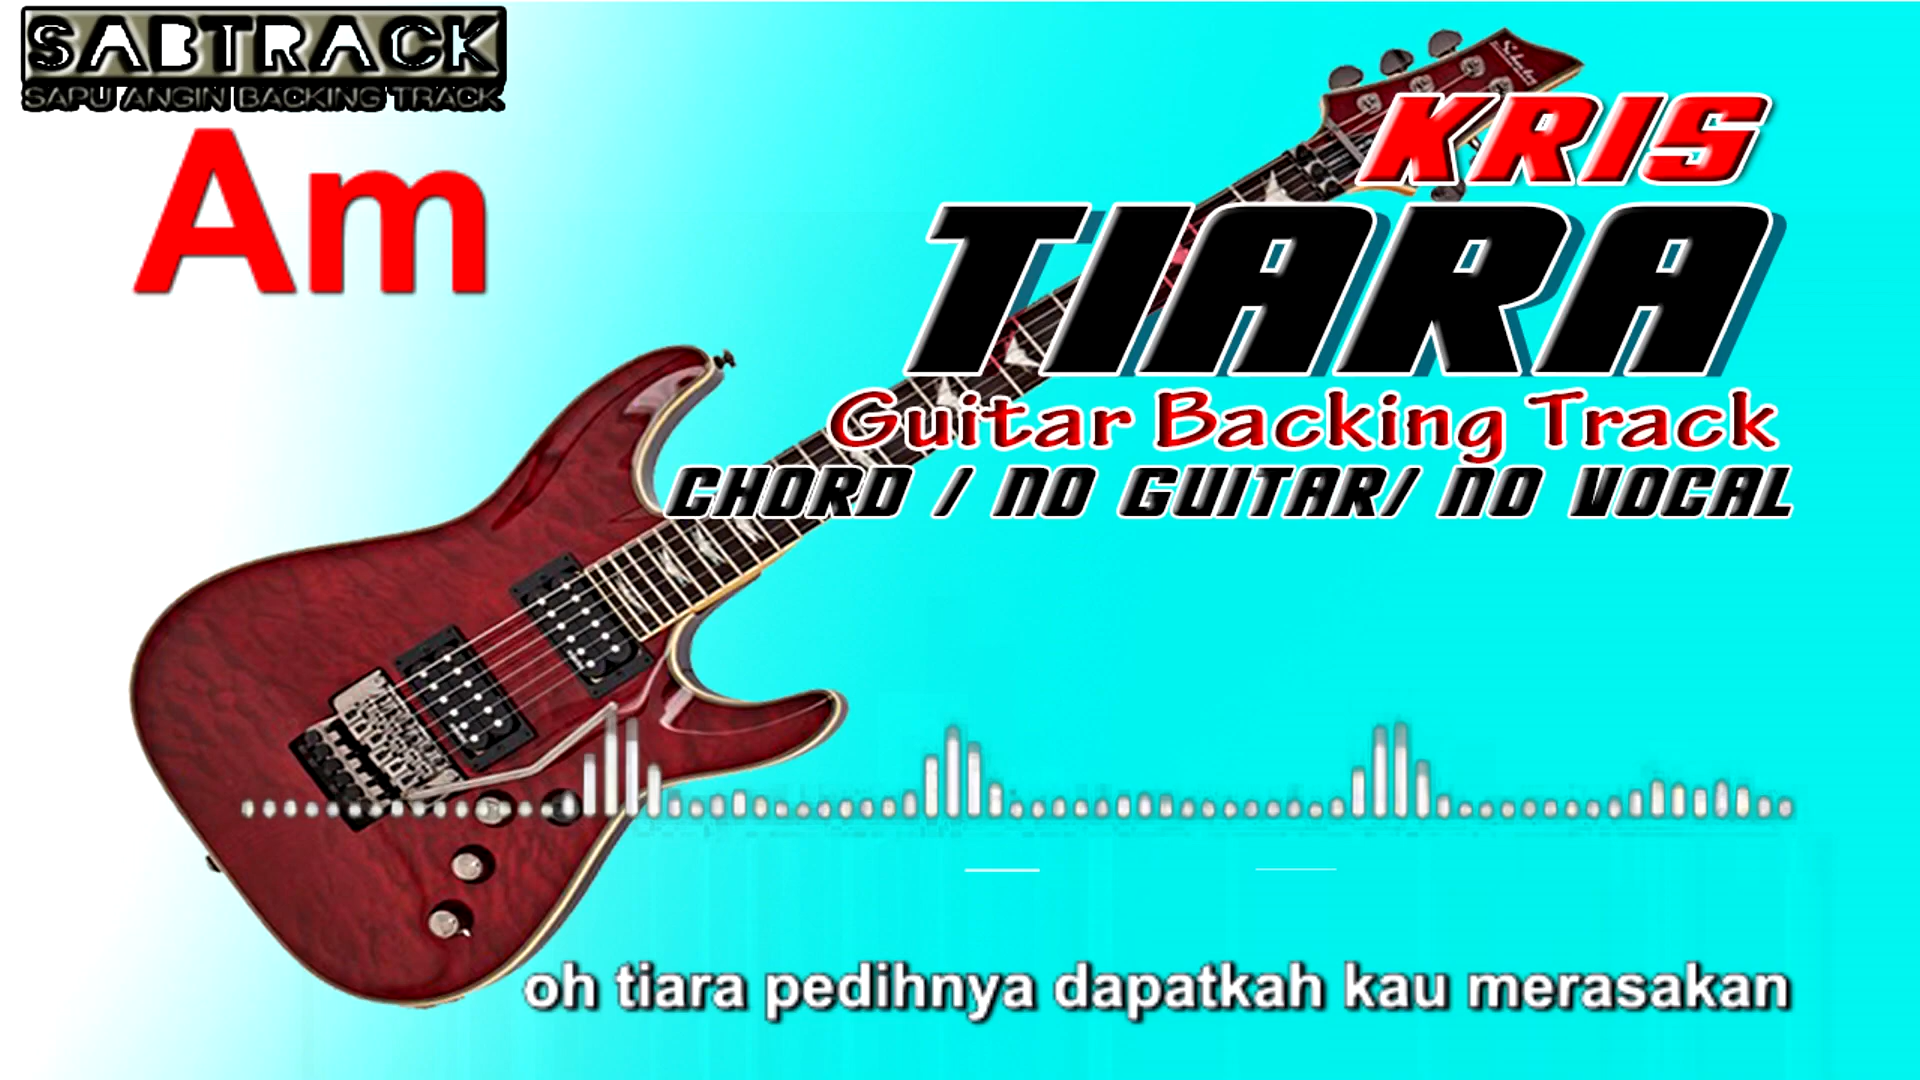 SABTRACK
SAPU ANGIN BACKING TRACK
Am
Schecter
KRIS
TIARA
Guitar Backing Track
CHORD / NO GUITAR/ NO VOCAL
oh tiara pedihnya dapatkah kau merasakan